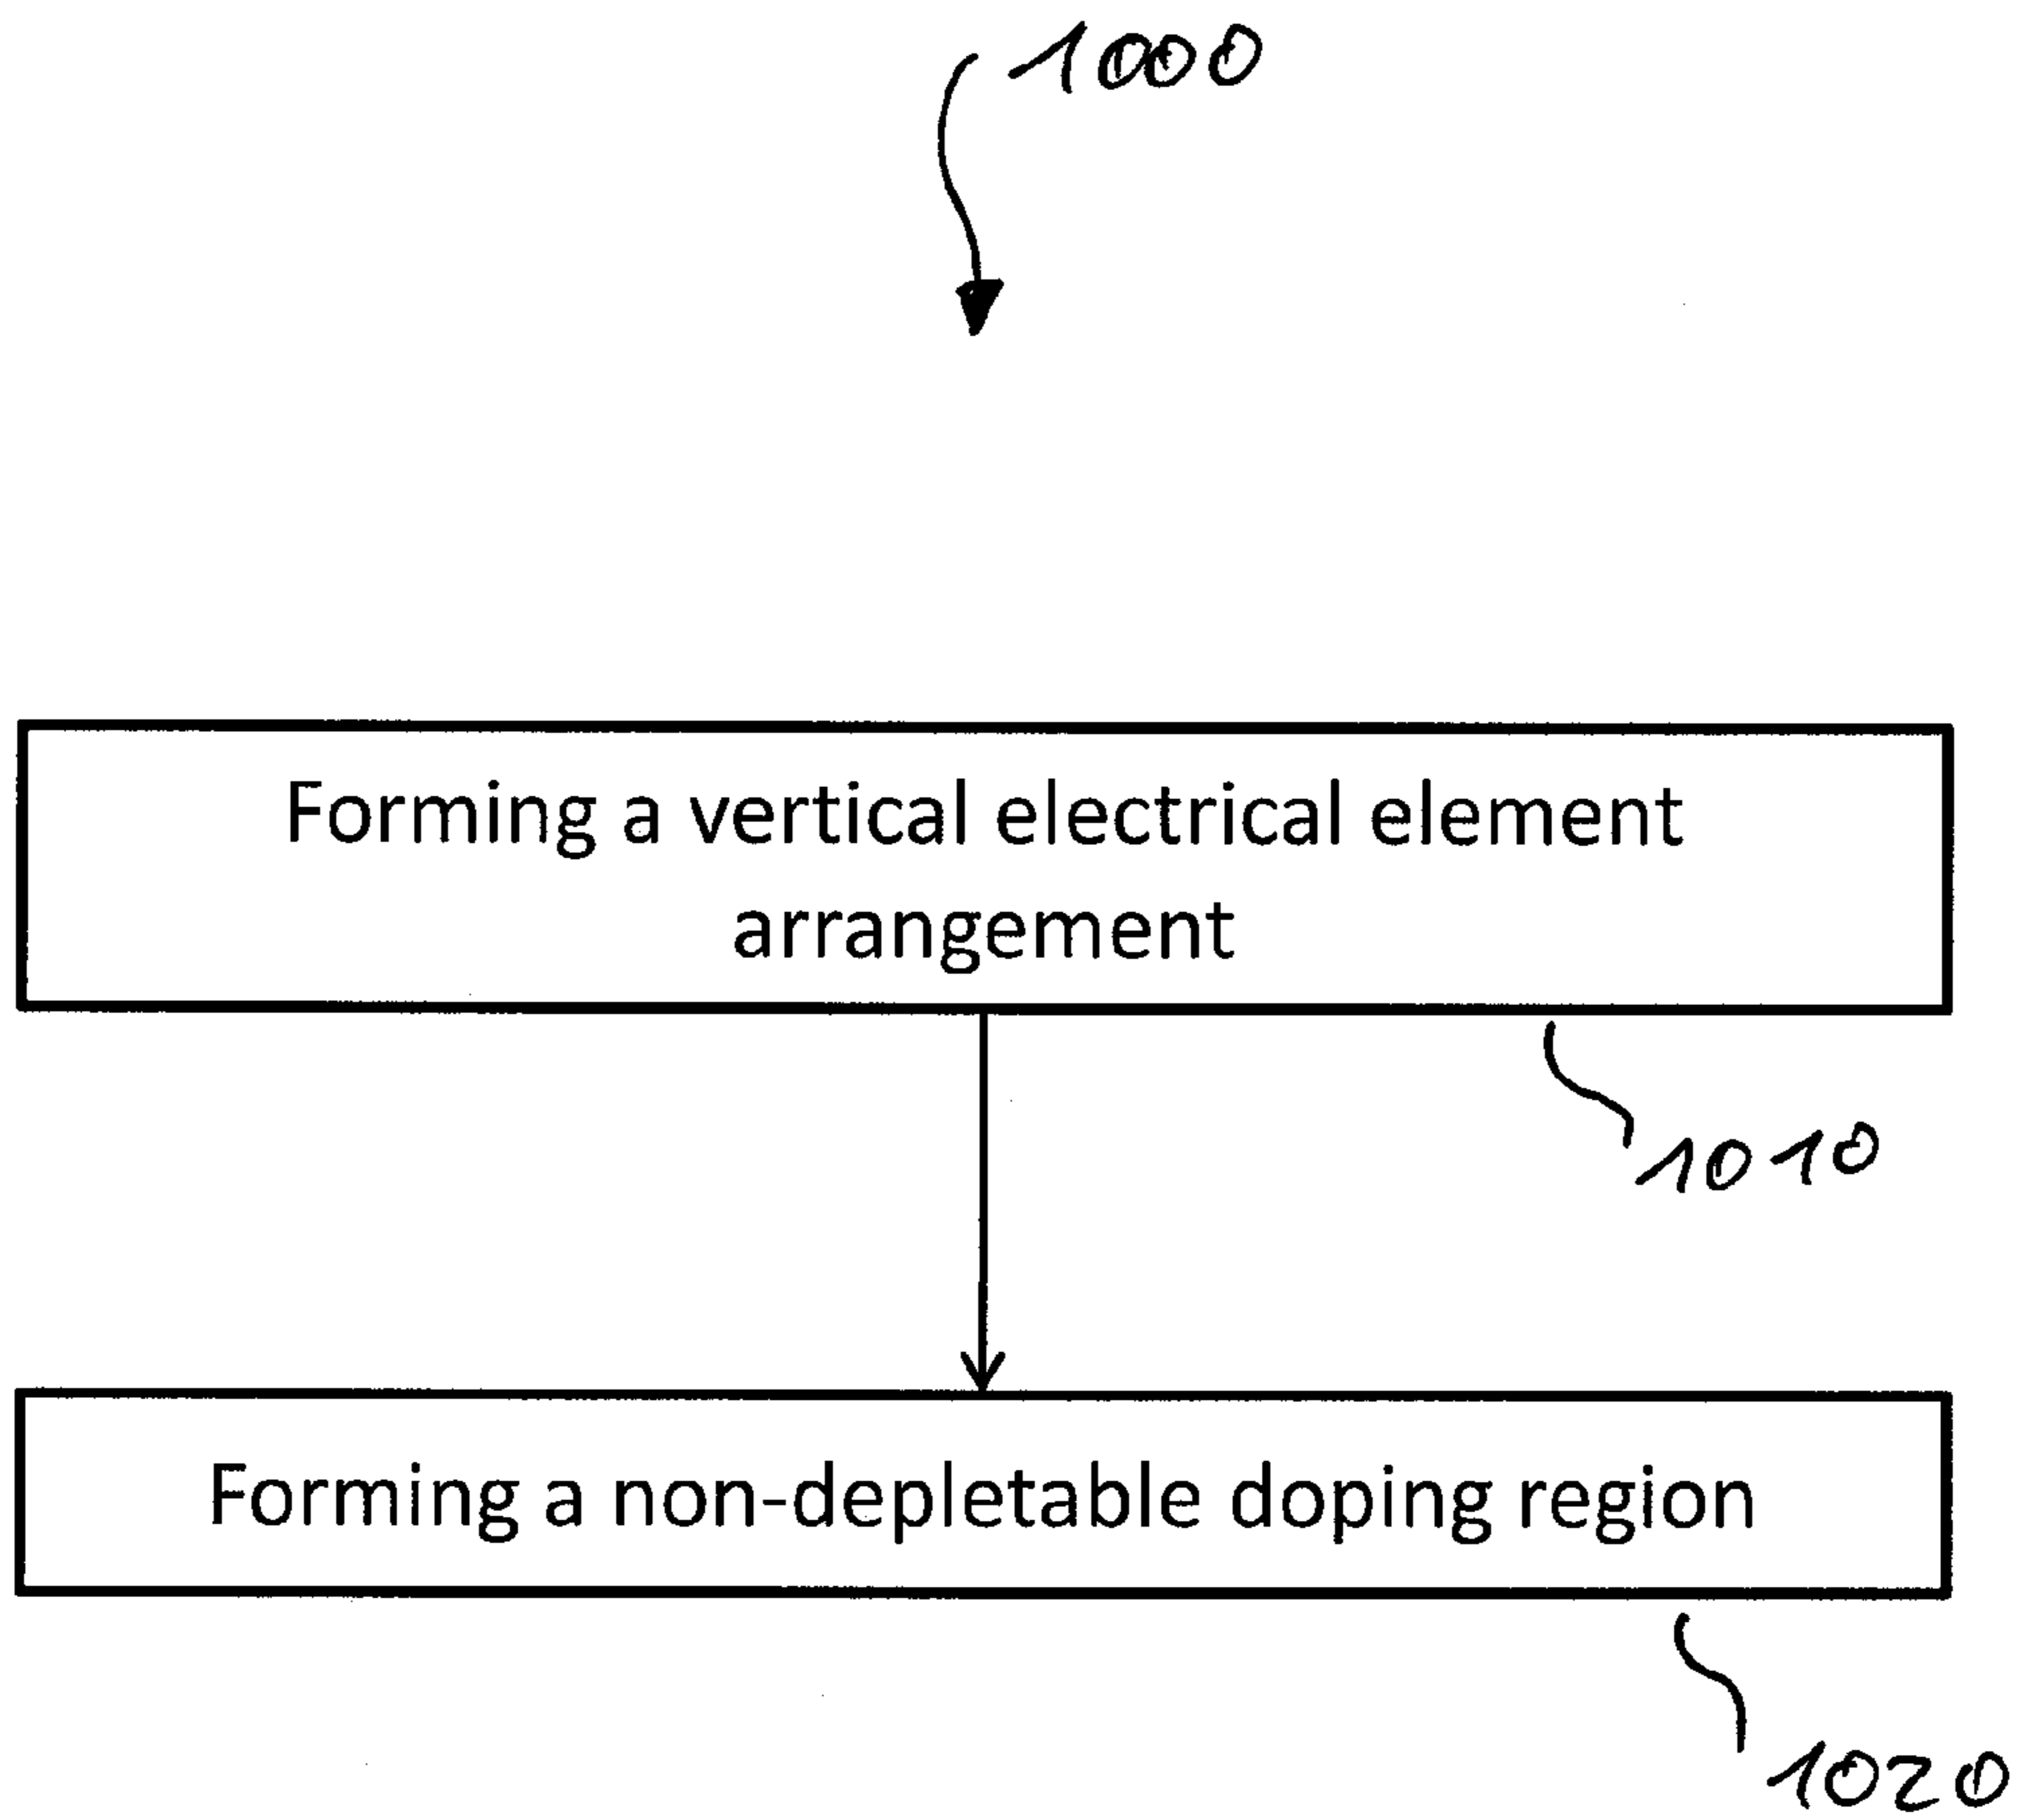 1000
Forming a vertical electrical element
arrangement
1010
Forming a non-depletable doping region
1020